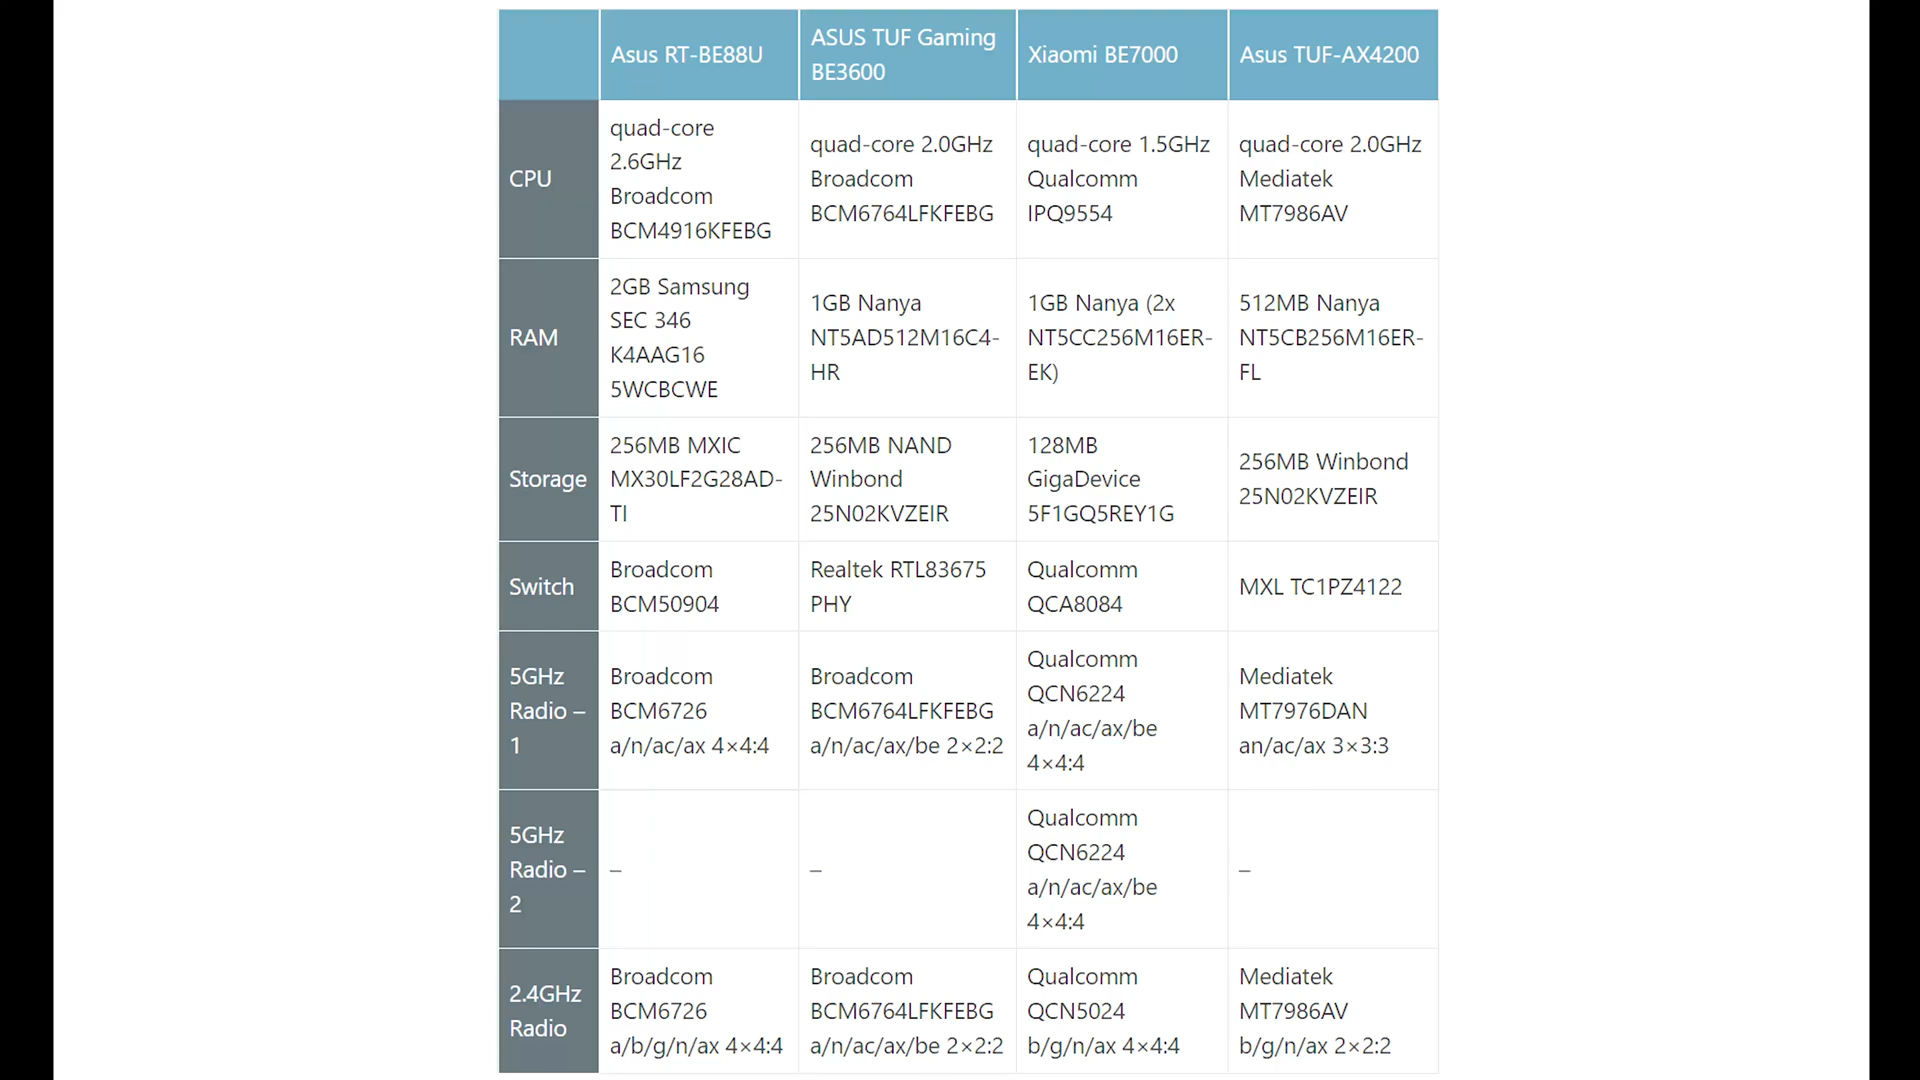 Asus RT-BE88U
ASUS TUF Gaming
BE3600
Xiaomi BE7000
Asus TUF-AX4200
CPU
quad-core
2.6GHz
Broadcom
BCM4916KFEBG
quad-core 2.0GHz
Broadcom
BCM6764LFKFEBG
quad-core 1.5GHz
Qualcomm
IPQ9554
quad-core 2.0GHz
Mediatek
MT7986AV
RAM
2GB Samsung
SEC 346
K4AAG16
5WCBCWE
1GB Nanya
NT5AD512M16C4-
HR
1GB Nanya (2x
NT5CC256M16ER-
EK)
512MB Nanya
NT5CB256M16ER-
FL
Storage
256MB MXIC
MX30LF2G28AD-
TI
256MB NAND
Winbond
25N02KVZEIR
128MB
GigaDevice
5F1GQ5REY1G
256MB Winbond
25N02KVZEIR
Switch
Broadcom
BCM50904
Realtek RTL83675
PHY
Qualcomm
QCA8084
MXL TC1PZ4122
5GHz
Radio –
1
Broadcom
BCM6726
a/n/ac/ax 4×4:4
Broadcom
BCM6764LFKFEBG
a/n/ac/ax/be 2×2:2
Qualcomm
QCN6224
a/n/ac/ax/be
4×4:4
Mediatek
MT7976DAN
an/ac/ax 3×3:3
5GHz
Radio –
2
–
–
Qualcomm
QCN6224
a/n/ac/ax/be
4×4:4
–
2.4GHz
Radio
Broadcom
BCM6726
a/b/g/n/ax 4×4:4
Broadcom
BCM6764LFKFEBG
a/n/ac/ax/be 2×2:2
Qualcomm
QCN5024
b/g/n/ax 4×4:4
Mediatek
MT7986AV
b/g/n/ax 2×2:2